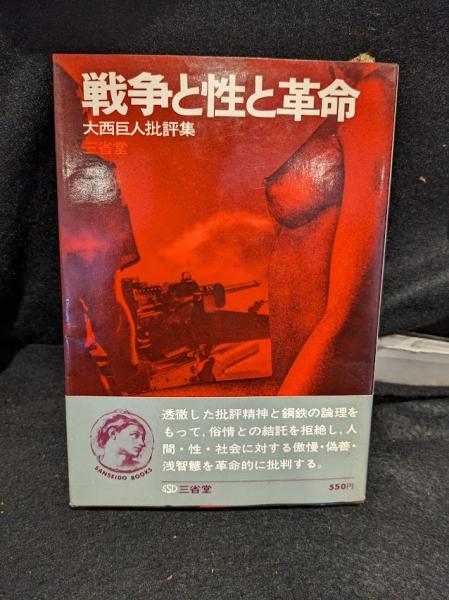 戦争と性と革命
大西巨人批評集
三省堂
透徹した批評精神と鋼鉄の論理を
もって，俗情との結託を拒絶し，人
間・性・社会に対する傲慢・偽善・
浅智慧を革命的に批判する。
SANSEIDO BOOKS
SSD 三省堂
550円